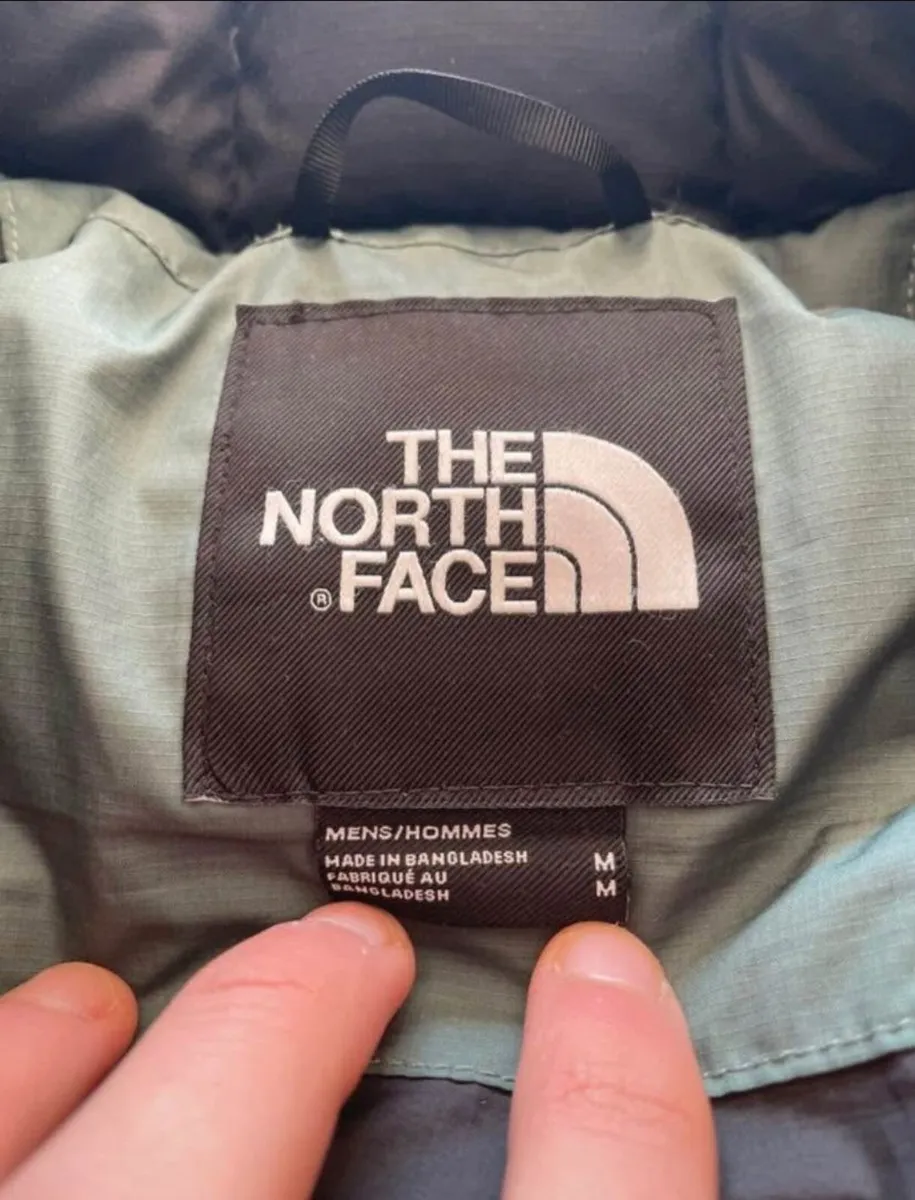 THE
NORTH
FACE
®
MENS/HOMMES
MADE IN BANGLADESH M
FABRIQUÉ AU
BANGLADESH M